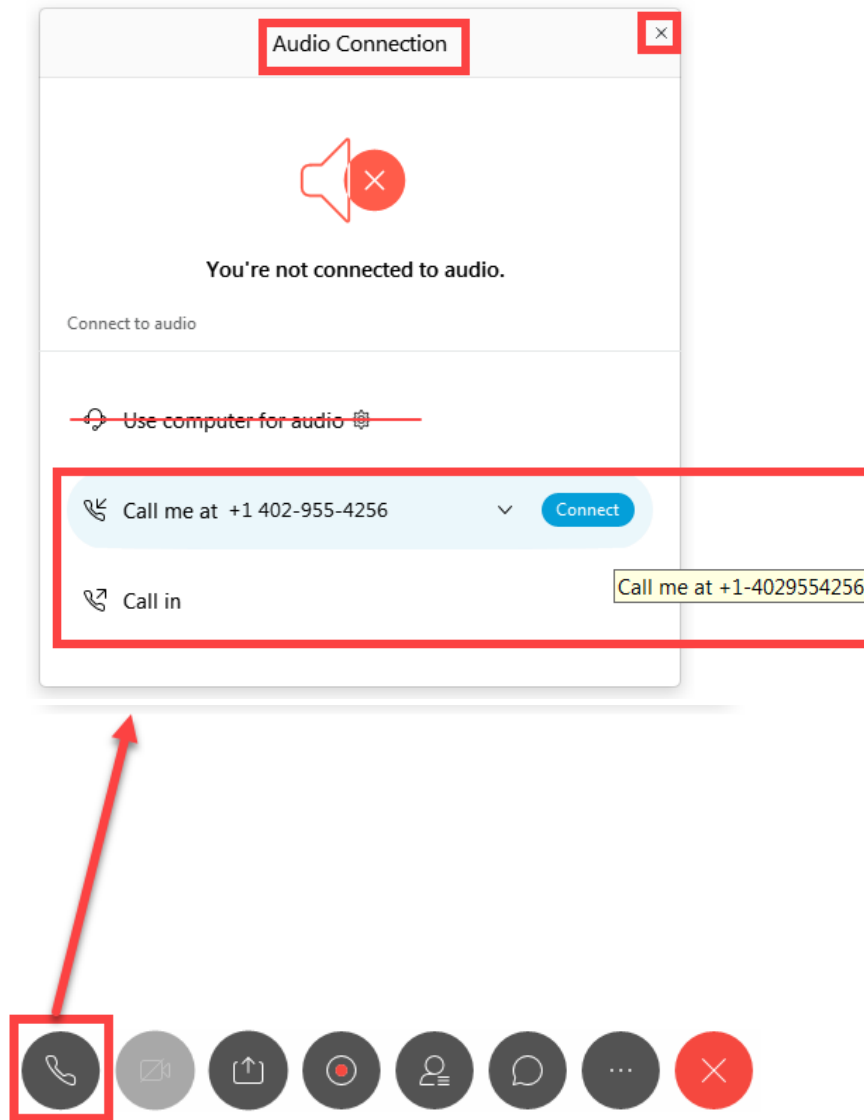 Audio Connection
You're not connected to audio.
Connect to audio
Use computer for audio
Call me at +1 402-955-4256 Connect
Call me at +1-4029554256
Call in